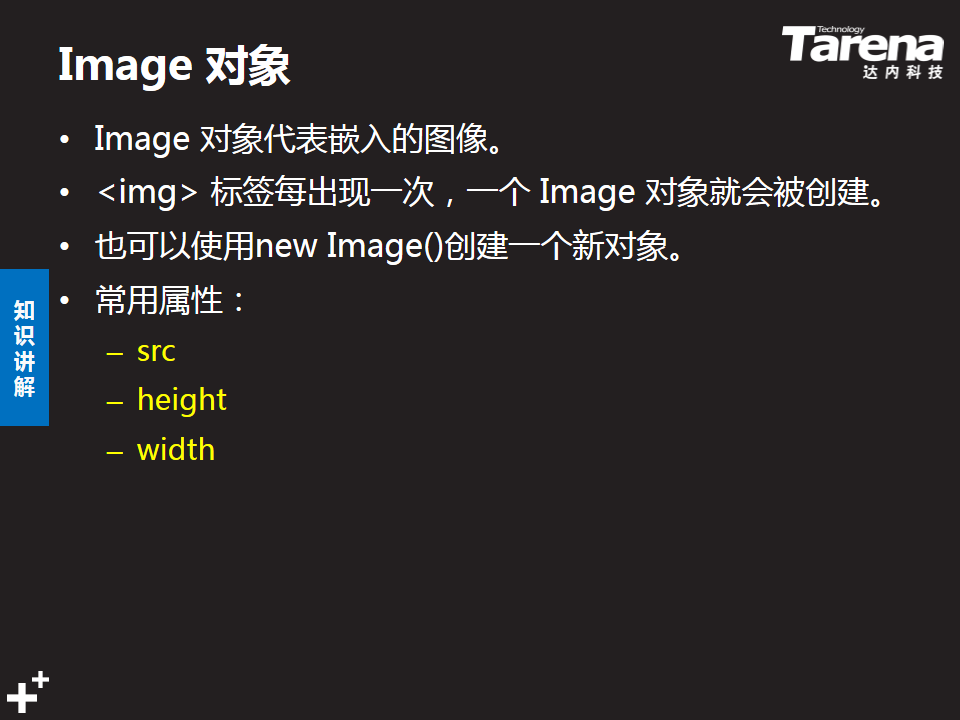 Image 对象
Technology
Tarena
达内科技
• Image 对象代表嵌入的图像。
• <img> 标签每出现一次，一个 Image 对象就会被创建。
• 也可以使用new Image()创建一个新对象。
• 常用属性：
– src
– height
– width
知识讲解